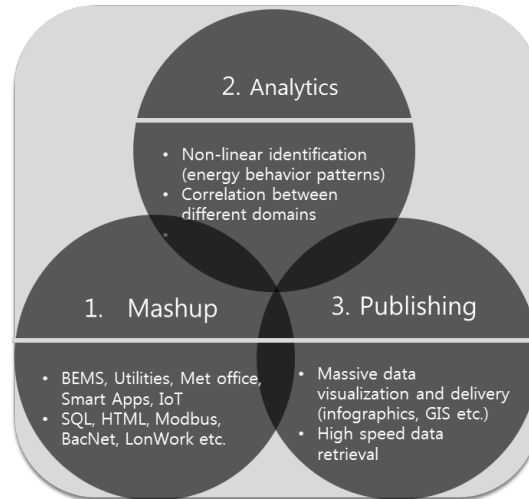 2. Analytics
• Non-linear identification
(energy behavior patterns)
• Correlation between
different domains
•
1. Mashup
• BEMS, Utilities, Met office,
Smart Apps, IoT
• SQL, HTML, Modbus,
BacNet, LonWork etc.
3. Publishing
• Massive data
visualization and delivery
(infographics, GIS etc.)
• High speed data
retrieval